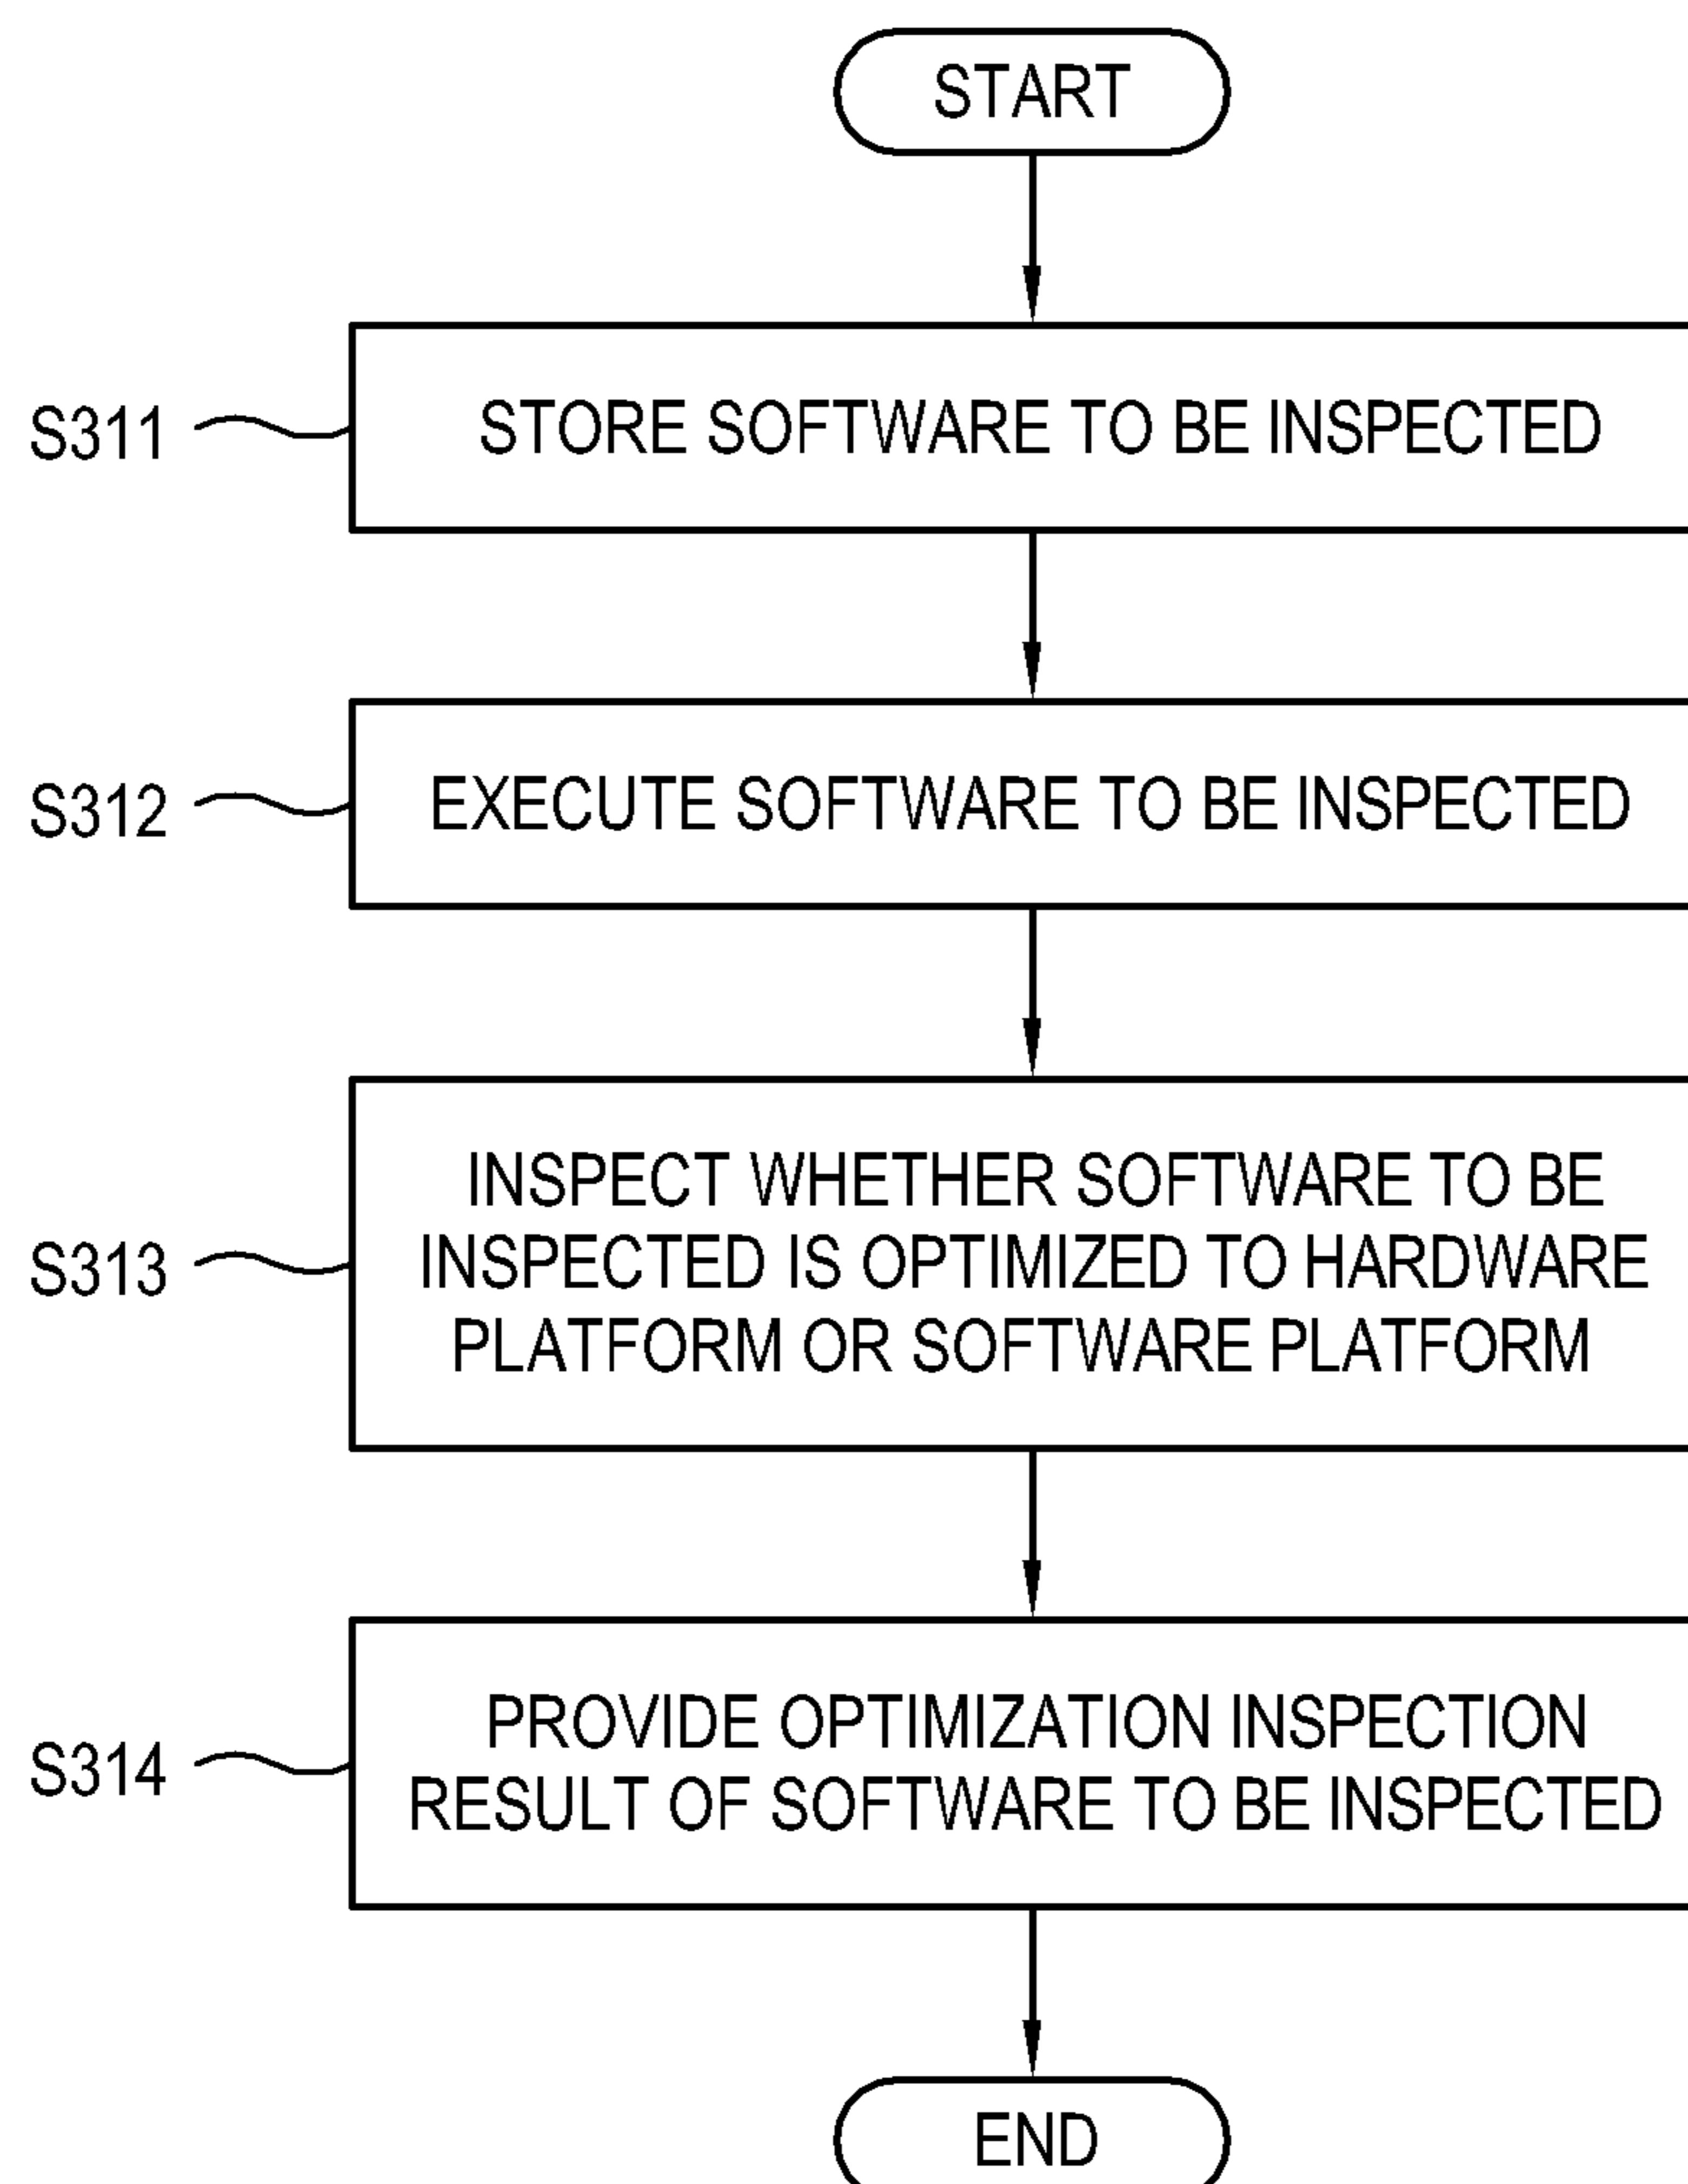 START
S311
STORE SOFTWARE TO BE INSPECTED
S312
EXECUTE SOFTWARE TO BE INSPECTED
S313
INSPECT WHETHER SOFTWARE TO BE
INSPECTED IS OPTIMIZED TO HARDWARE
PLATFORM OR SOFTWARE PLATFORM
S314
PROVIDE OPTIMIZATION INSPECTION
RESULT OF SOFTWARE TO BE INSPECTED
END